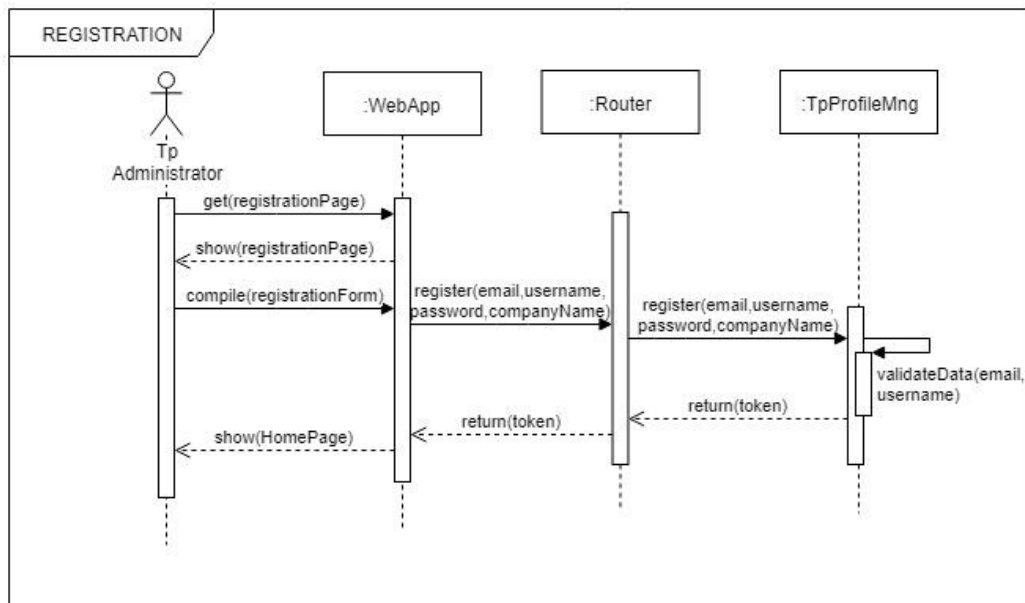 REGISTRATION
:WebApp
:Router
:TpProfileMng
Tp
Administrator
get(registrationPage)
show(registrationPage)
compile(registrationForm)
register(email,username,
password,companyName)
register(email,username,
password,companyName)
validateData(email,
username)
return(token)
return(token)
show(HomePage)